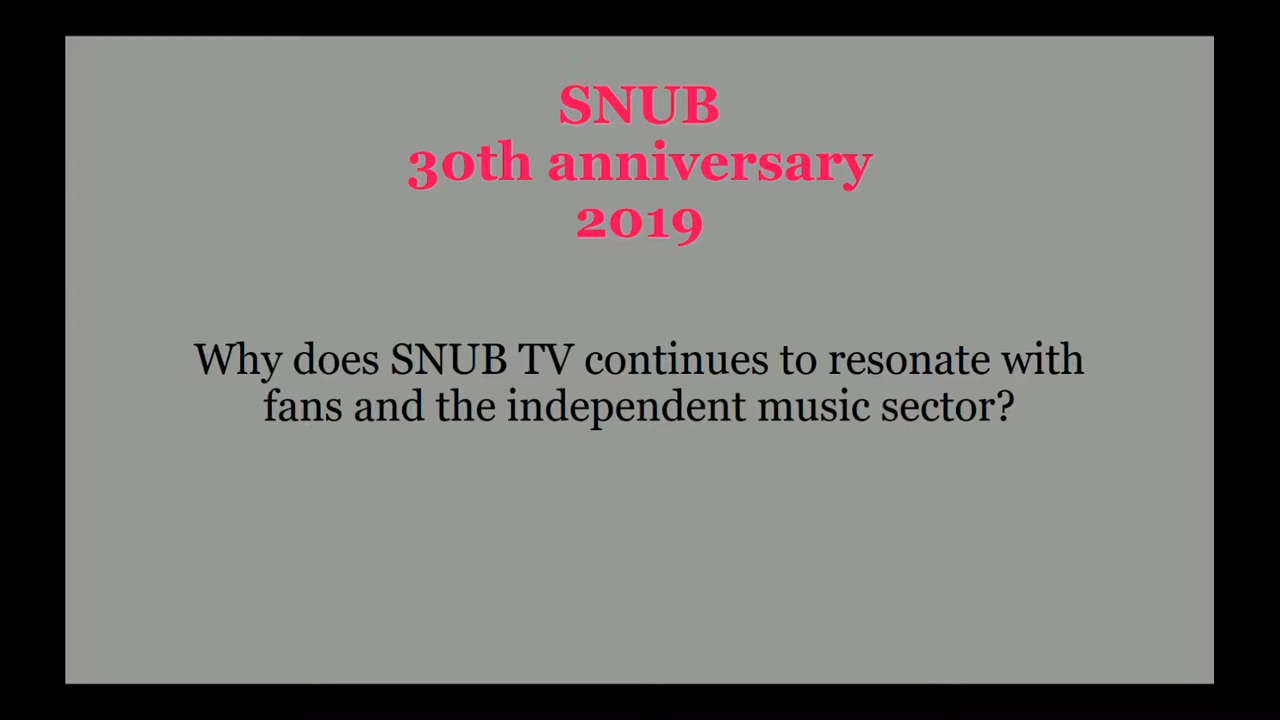 SNUB
30th anniversary
2019
Why does SNUB TV continues to resonate with
fans and the independent music sector?